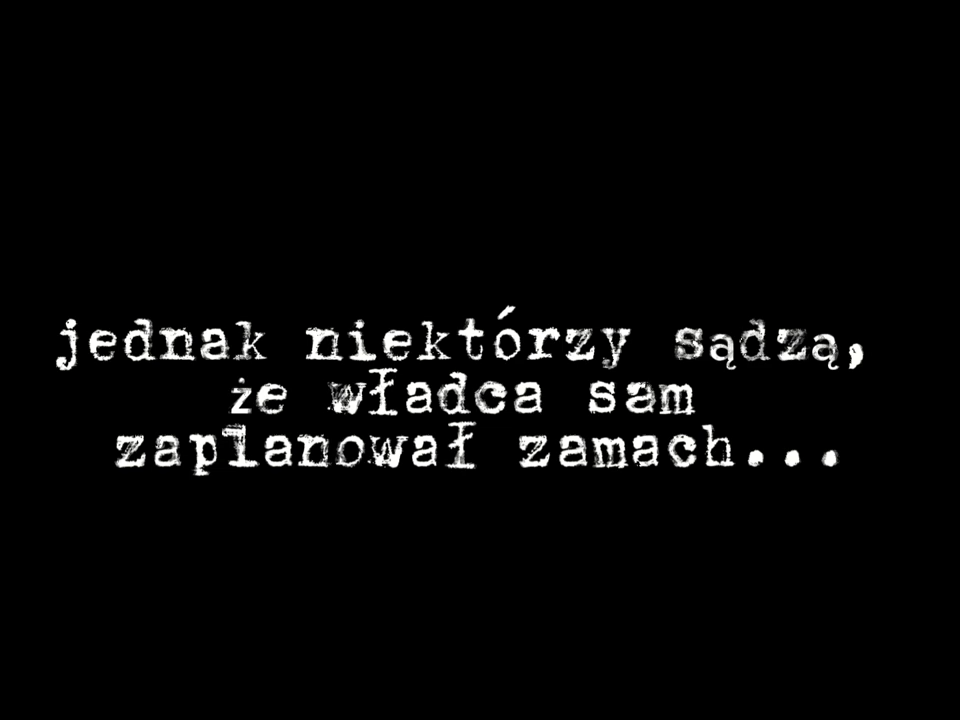 jednak niektórzy sądzą,
że władca sam
zaplanował zamach...